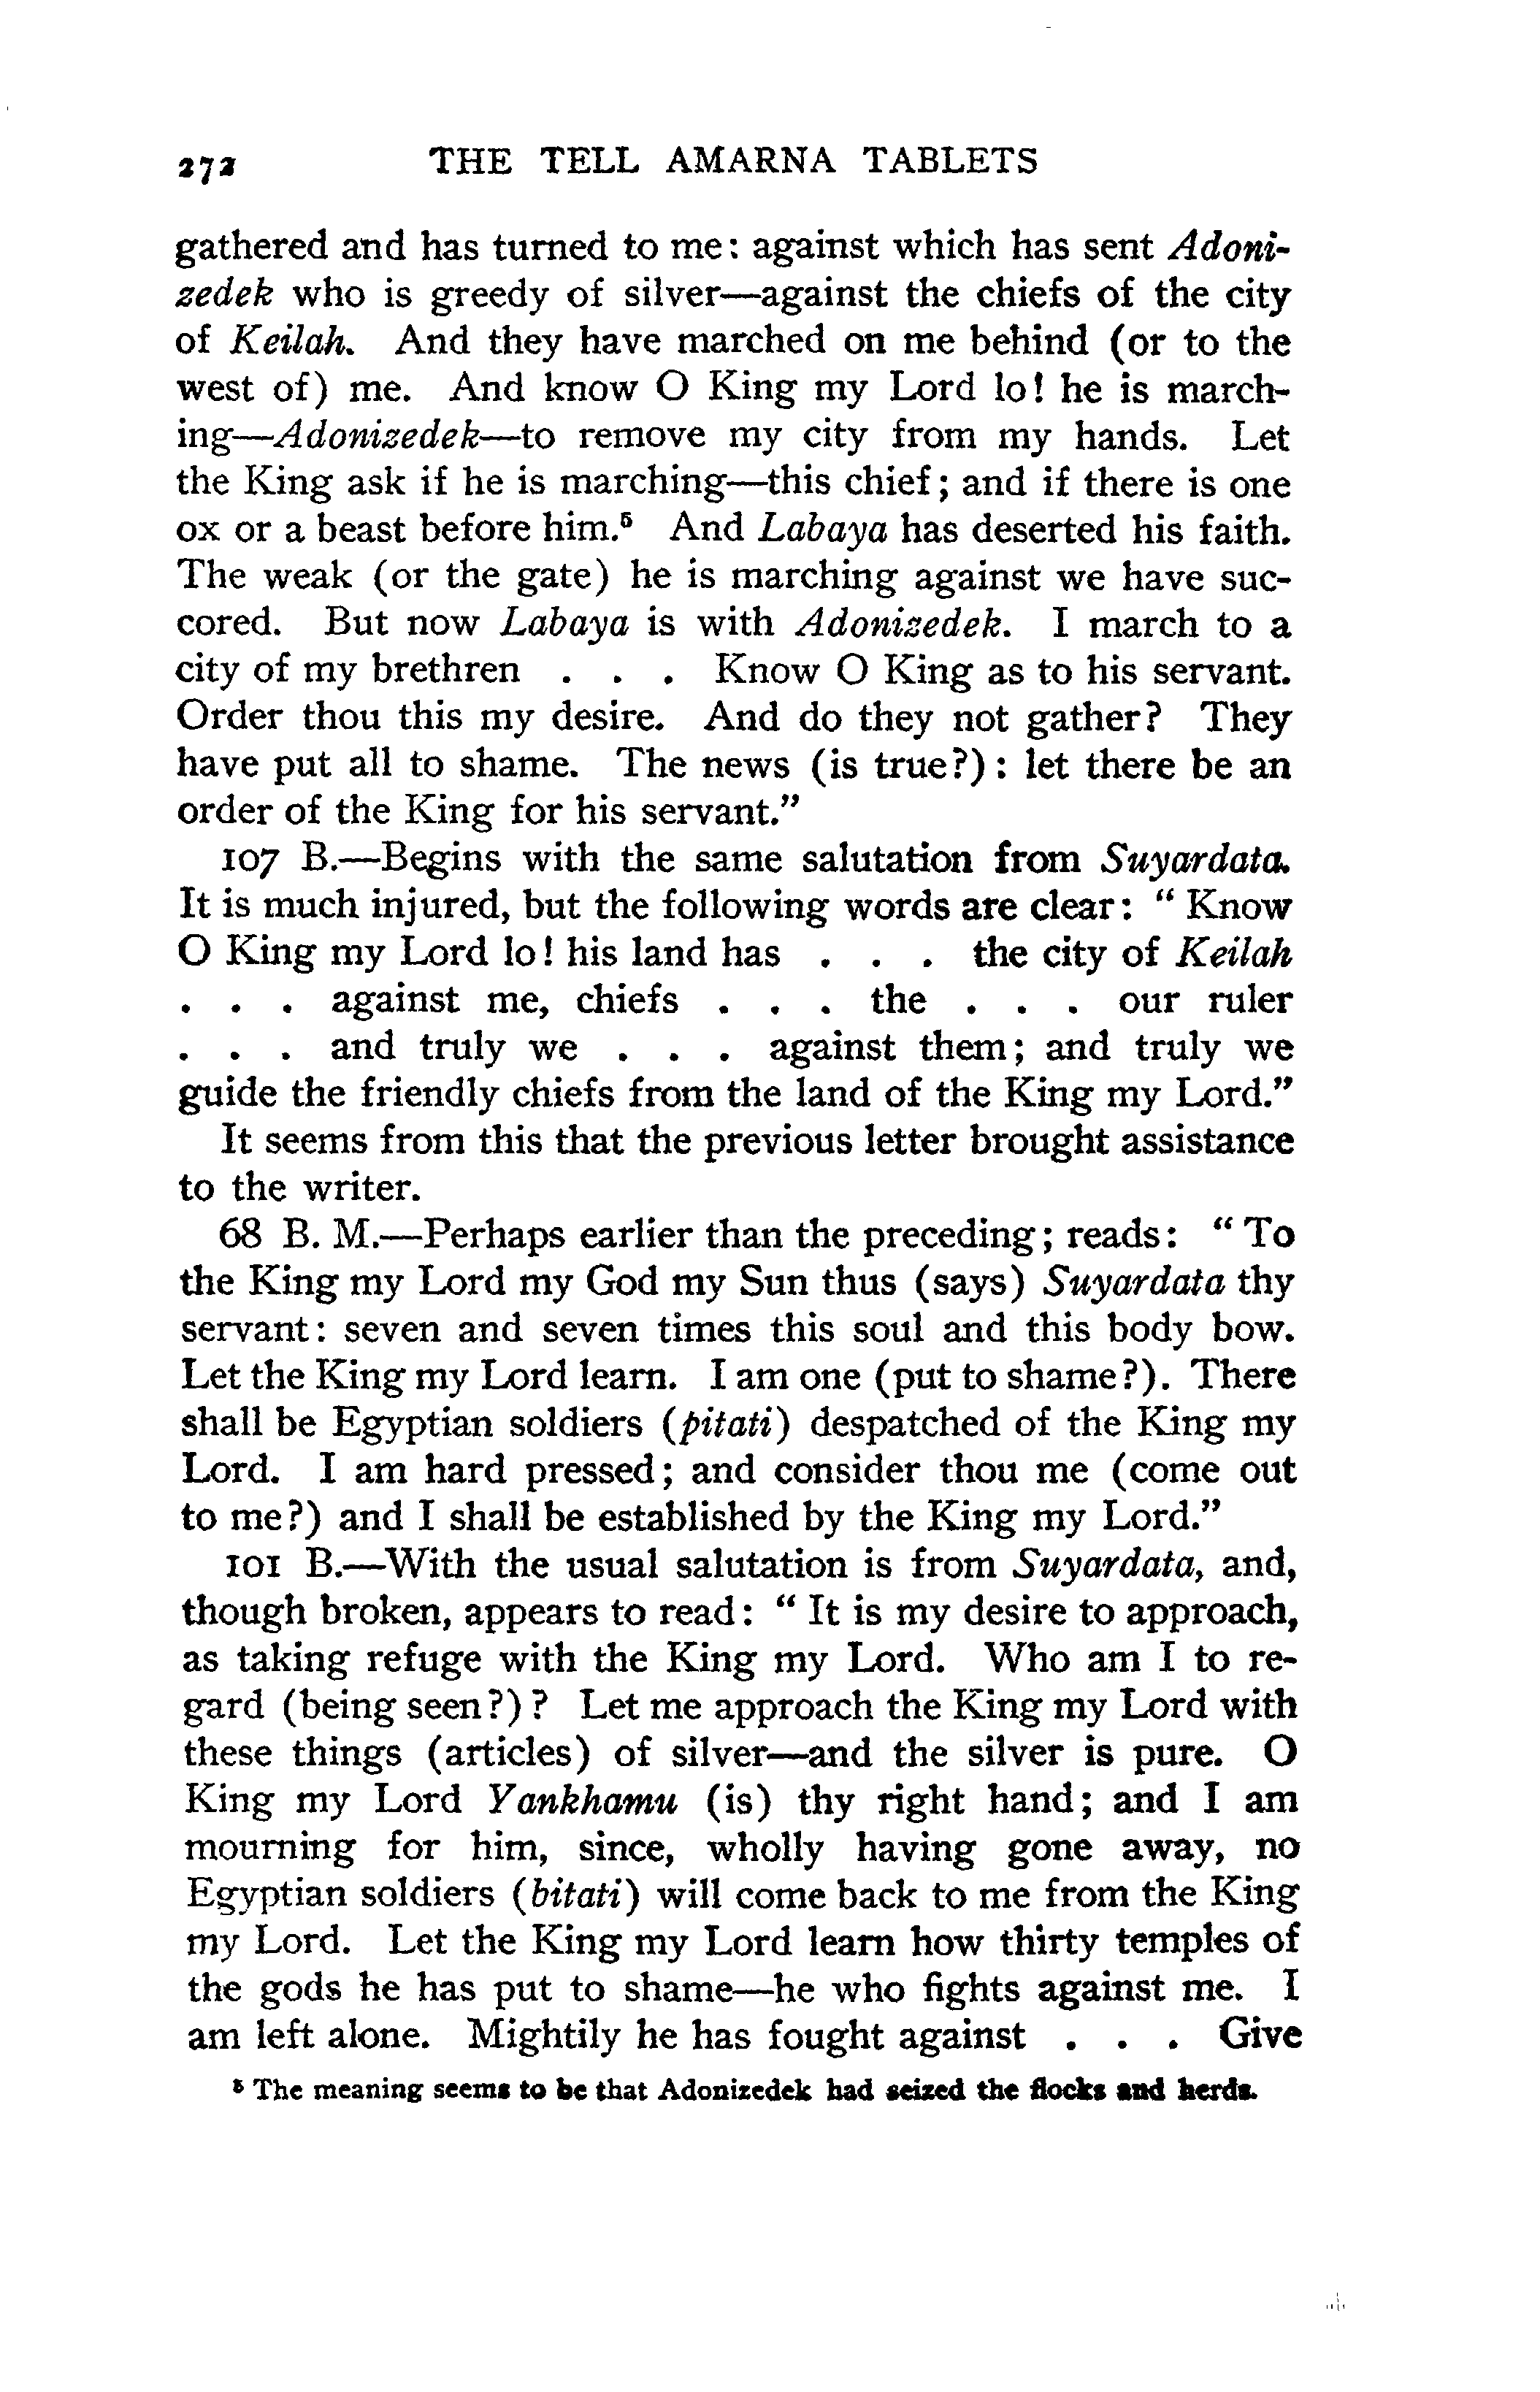 272 THE TELL AMARNA TABLETS
gathered and has turned to me: against which has sent Adoni-
zedek who is greedy of silver—against the chiefs of the city
of Keilah. And they have marched on me behind (or to the
west of) me. And know O King my Lord lo! he is march-
ing—Adonizedek—to remove my city from my hands. Let
the King ask if he is marching—this chief; and if there is one
ox or a beast before him.⁵ And Labaya has deserted his faith.
The weak (or the gate) he is marching against we have suc-
cored. But now Labaya is with Adonizedek. I march to a
city of my brethren . . . Know O King as to his servant.
Order thou this my desire. And do they not gather? They
have put all to shame. The news (is true?): let there be an
order of the King for his servant."
107 B.—Begins with the same salutation from Suyardata.
It is much injured, but the following words are clear: "Know
O King my Lord lo! his land has . . . the city of Keilah
. . . against me, chiefs . . . the . . . our ruler
. . . and truly we . . . against them; and truly we
guide the friendly chiefs from the land of the King my Lord."
It seems from this that the previous letter brought assistance
to the writer.
68 B. M.—Perhaps earlier than the preceding; reads: "To
the King my Lord my God my Sun thus (says) Suyardata thy
servant: seven and seven times this soul and this body bow.
Let the King my Lord learn. I am one (put to shame?). There
shall be Egyptian soldiers (pitati) despatched of the King my
Lord. I am hard pressed; and consider thou me (come out
to me?) and I shall be established by the King my Lord."
101 B.—With the usual salutation is from Suyardata, and,
though broken, appears to read: "It is my desire to approach,
as taking refuge with the King my Lord. Who am I to re-
gard (being seen?)? Let me approach the King my Lord with
these things (articles) of silver—and the silver is pure. O
King my Lord Yankhamu (is) thy right hand; and I am
mourning for him, since, wholly having gone away, no
Egyptian soldiers (bitati) will come back to me from the King
my Lord. Let the King my Lord learn how thirty temples of
the gods he has put to shame—he who fights against me. I
am left alone. Mightily he has fought against . . . Give
⁵ The meaning seems to be that Adonizedek had seized the flocks and herds.